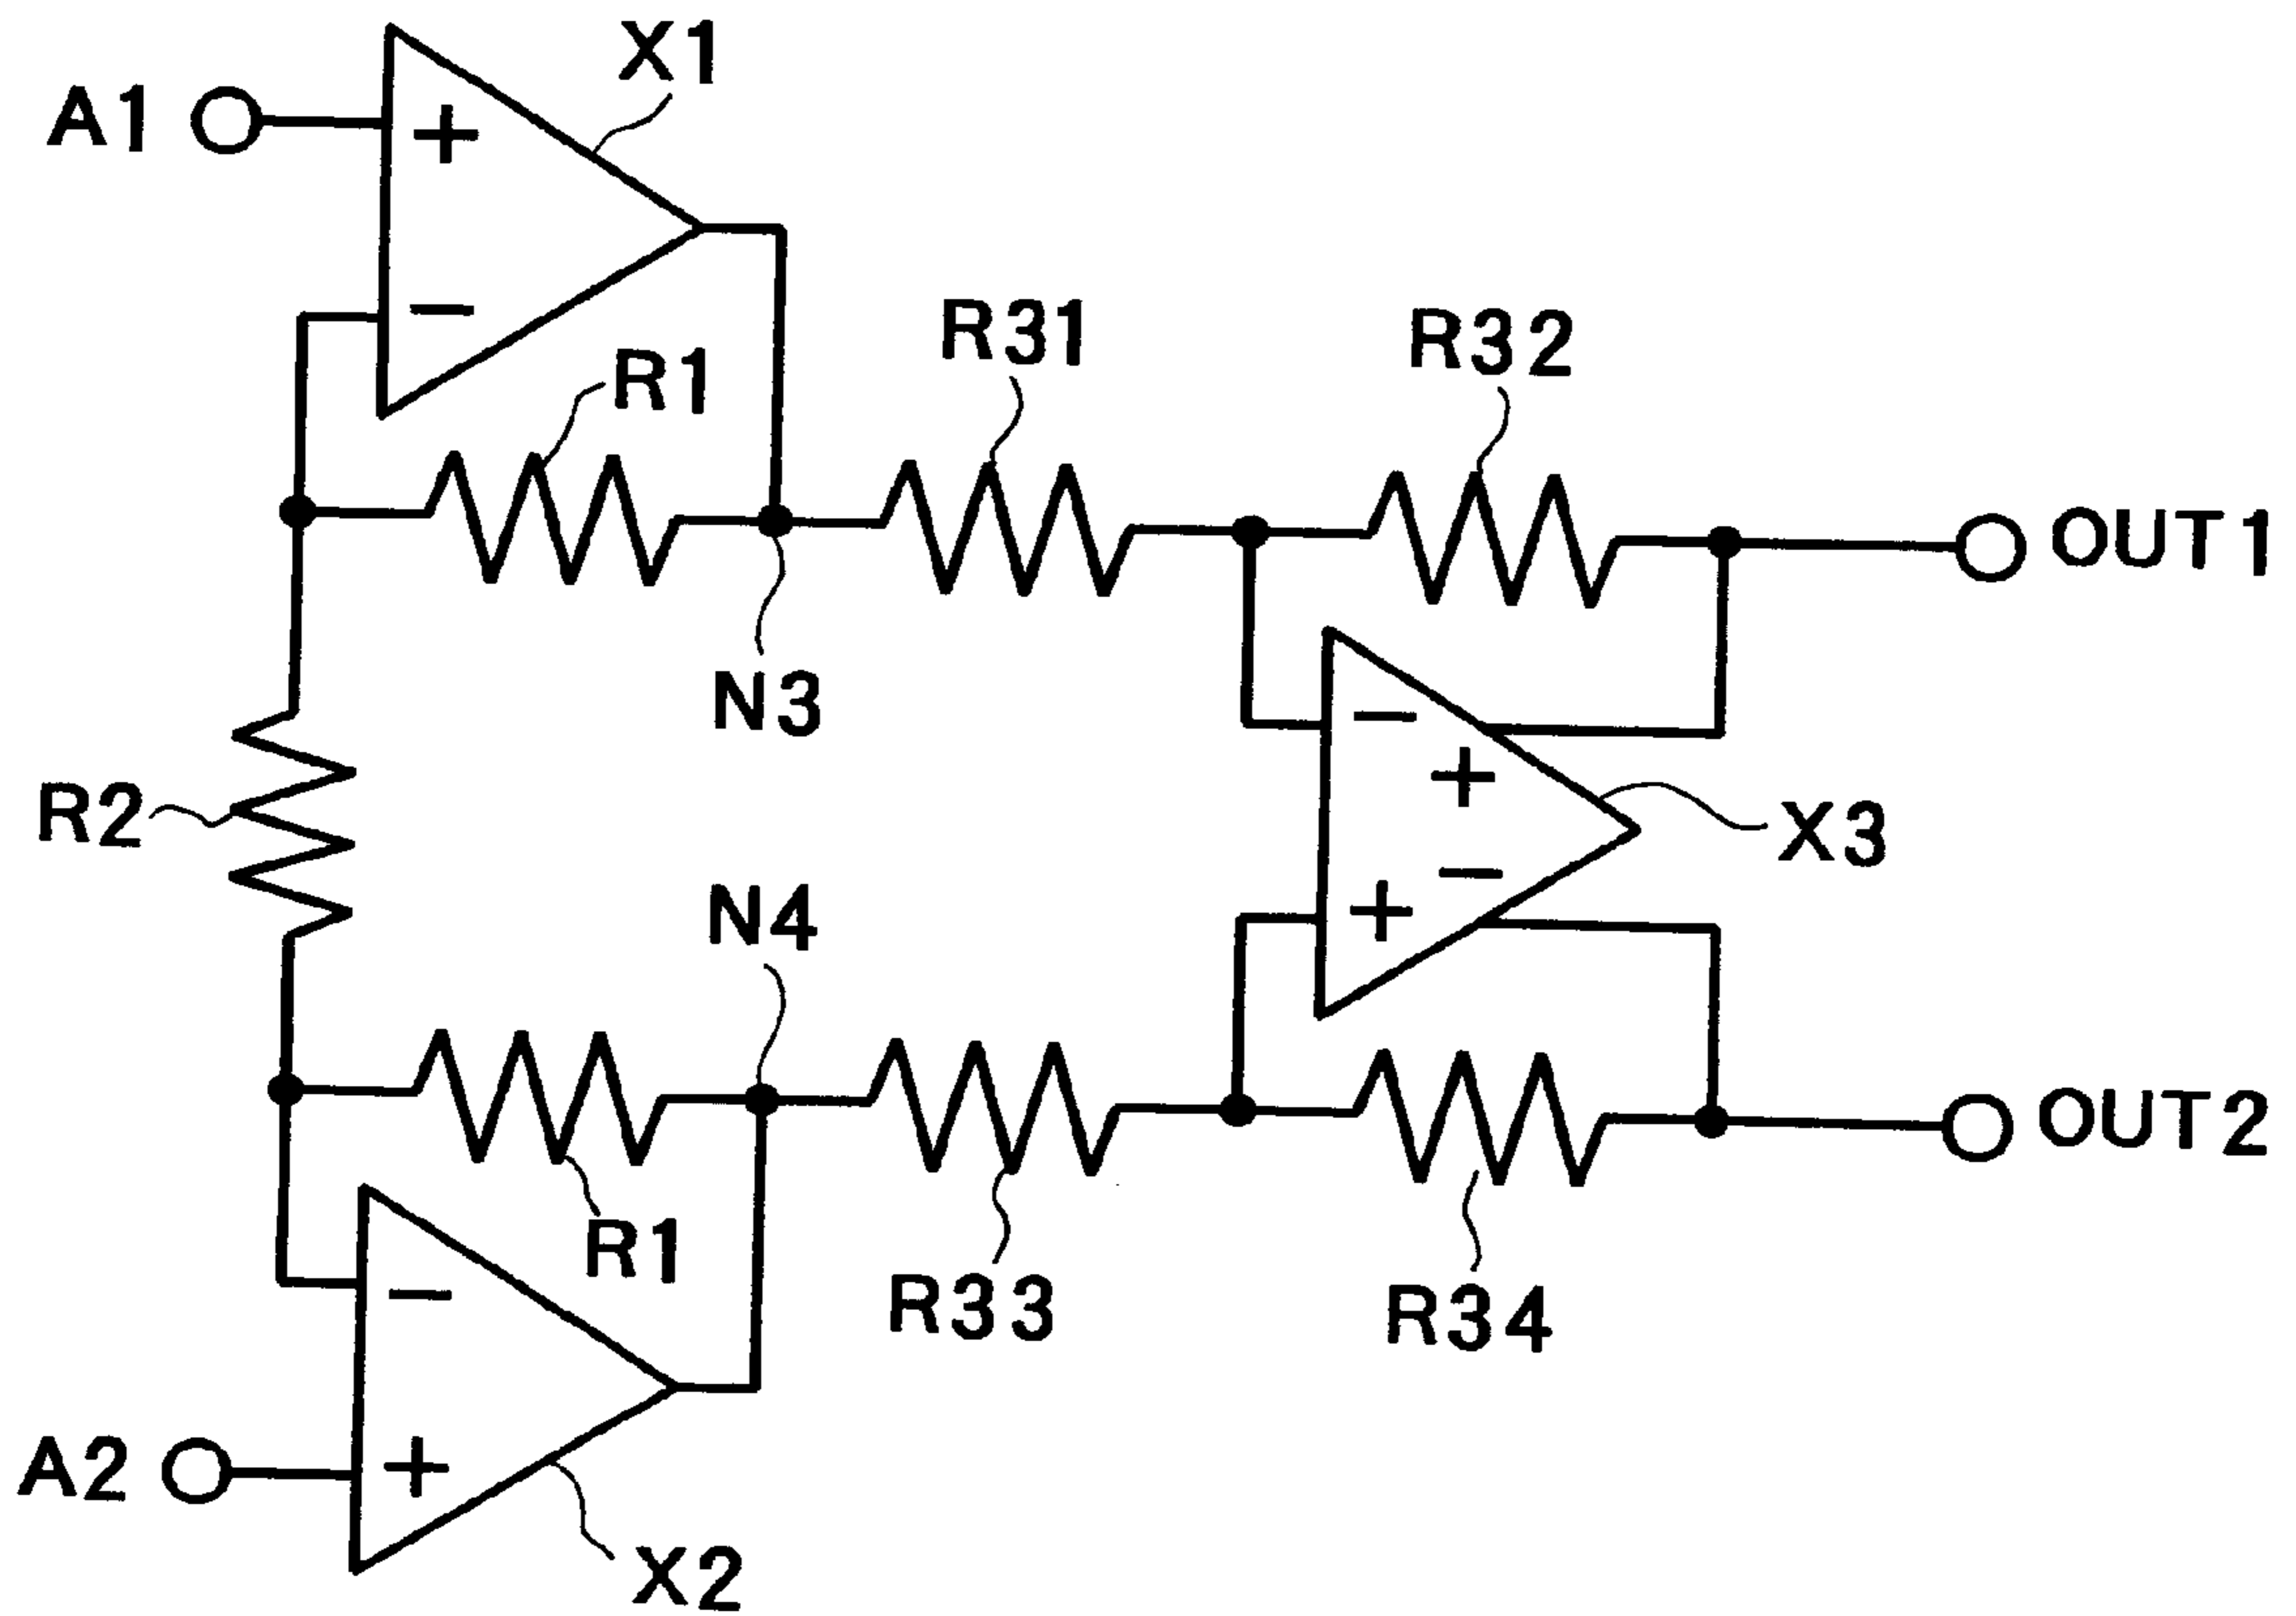 X1
A1
+
−
R1
R31
R32
OUT1
N3
−
+
R2
X3
−
+
N4
OUT2
R1
R33
R34
−
A2
+
X2